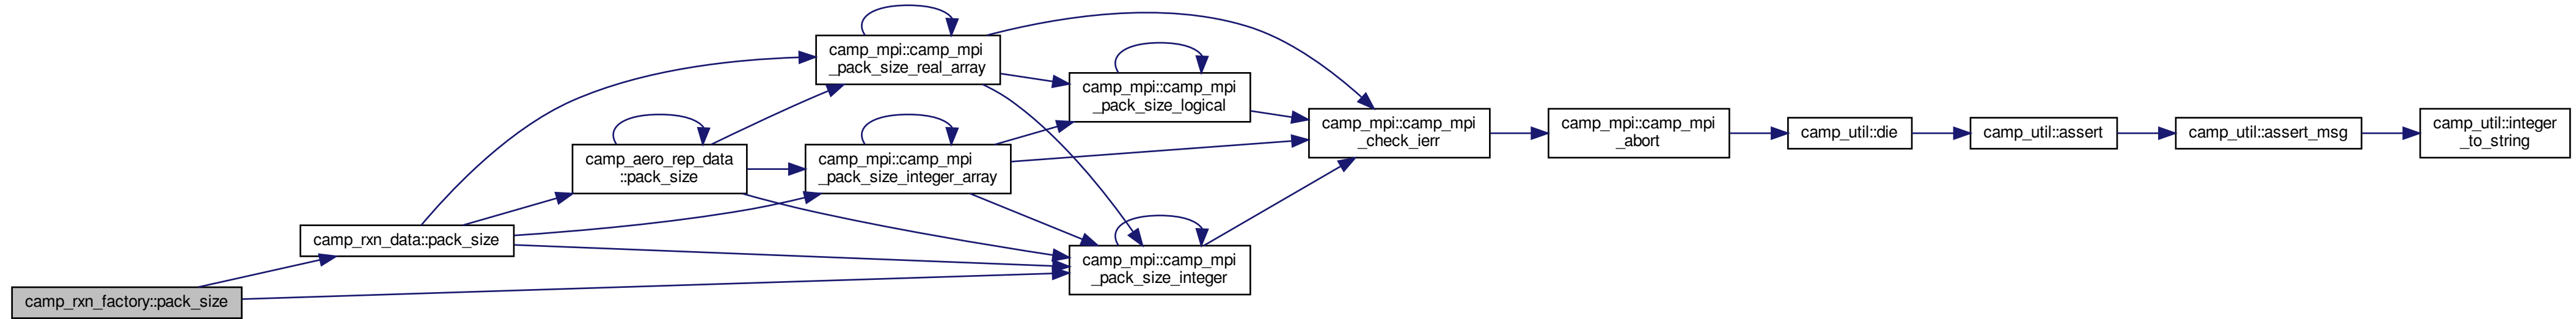 camp_mpi::camp_mpi
_pack_size_real_array
camp_mpi::camp_mpi
_pack_size_logical
camp_mpi::camp_mpi
_check_ierr
camp_mpi::camp_mpi
_abort
camp_util::die
camp_util::assert
camp_util::assert_msg
camp_util::integer
_to_string
camp_aero_rep_data
::pack_size
camp_mpi::camp_mpi
_pack_size_integer_array
camp_rxn_data::pack_size
camp_mpi::camp_mpi
_pack_size_integer
camp_rxn_factory::pack_size